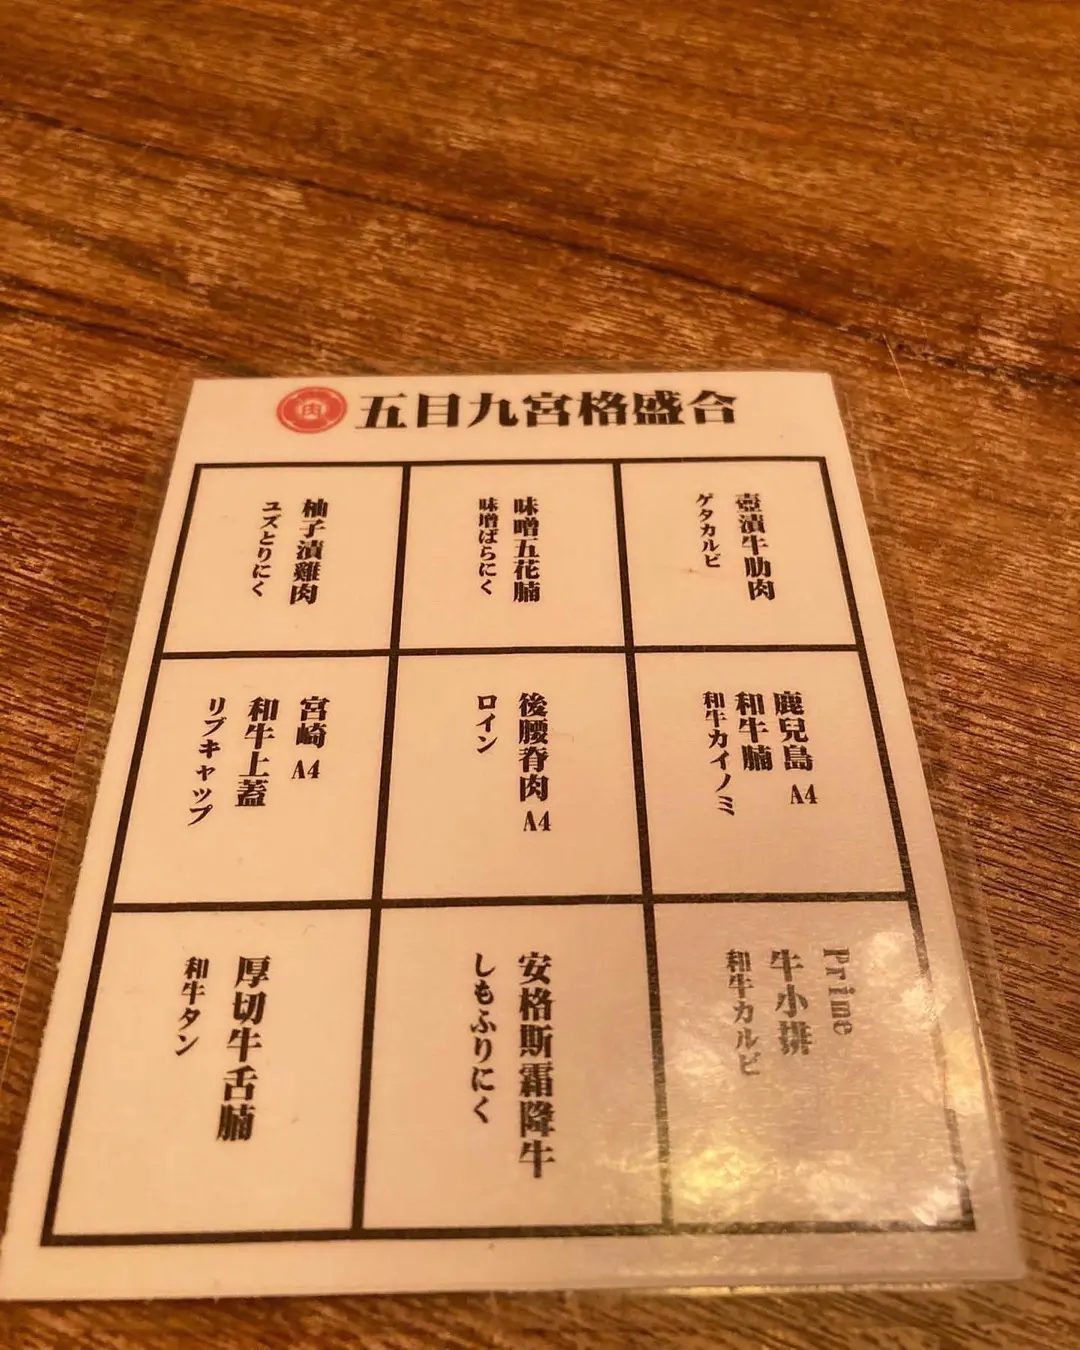 肉
五目九宮格盛合
柚子漬雞肉
ユズとりにく
味噌五花腩
味増ばらにく
壺漬牛肋肉
ゲタカルビ
宮崎 A4
和牛上蓋
リブキャップ
後腰脊肉 A4
ロイン
鹿兒島 A4
和牛腩
和牛カイノミ
厚切牛舌腩
和牛タン
安格斯霜降牛
しもふりにく
Prime
牛小排
和牛カルビ